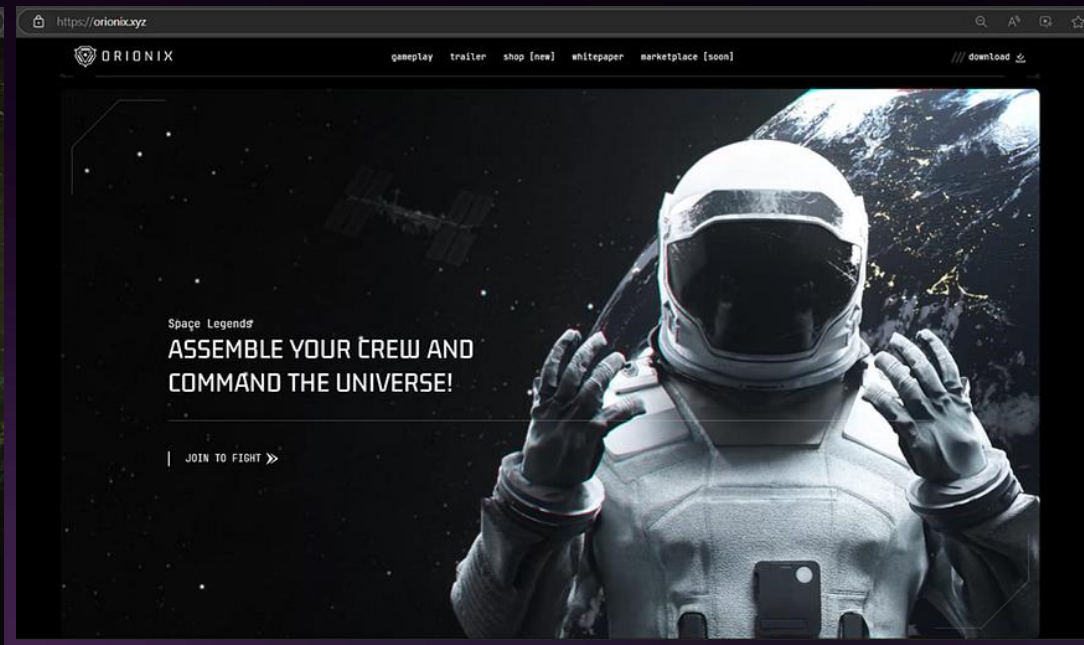 https://orionix.xyz
ORIONIX
gameplay trailer shop [new] whitepaper marketplace [soon]
/// download
Space Legends
ASSEMBLE YOUR CREW AND
COMMAND THE UNIVERSE!
JOIN TO FIGHT